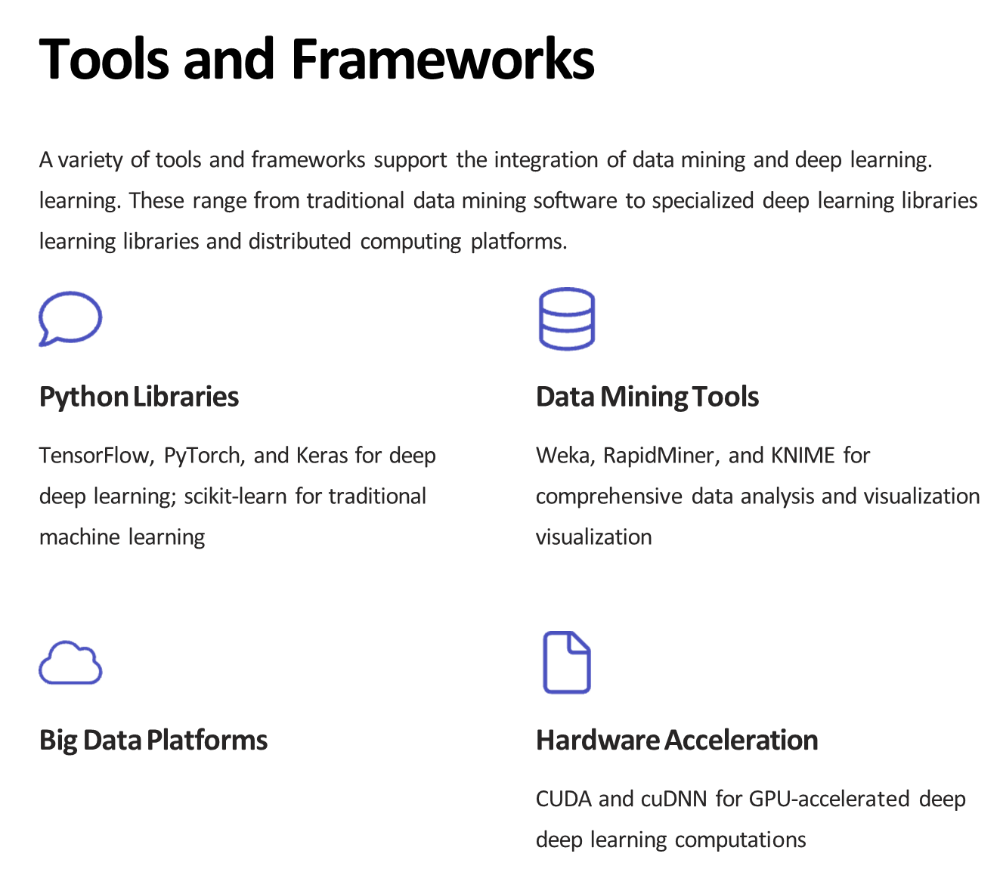 Tools and Frameworks
A variety of tools and frameworks support the integration of data mining and deep learning.
learning. These range from traditional data mining software to specialized deep learning libraries
learning libraries and distributed computing platforms.
Python Libraries
TensorFlow, PyTorch, and Keras for deep
deep learning; scikit-learn for traditional
machine learning
Data Mining Tools
Weka, RapidMiner, and KNIME for
comprehensive data analysis and visualization
visualization
Big Data Platforms
Hardware Acceleration
CUDA and cuDNN for GPU-accelerated deep
deep learning computations